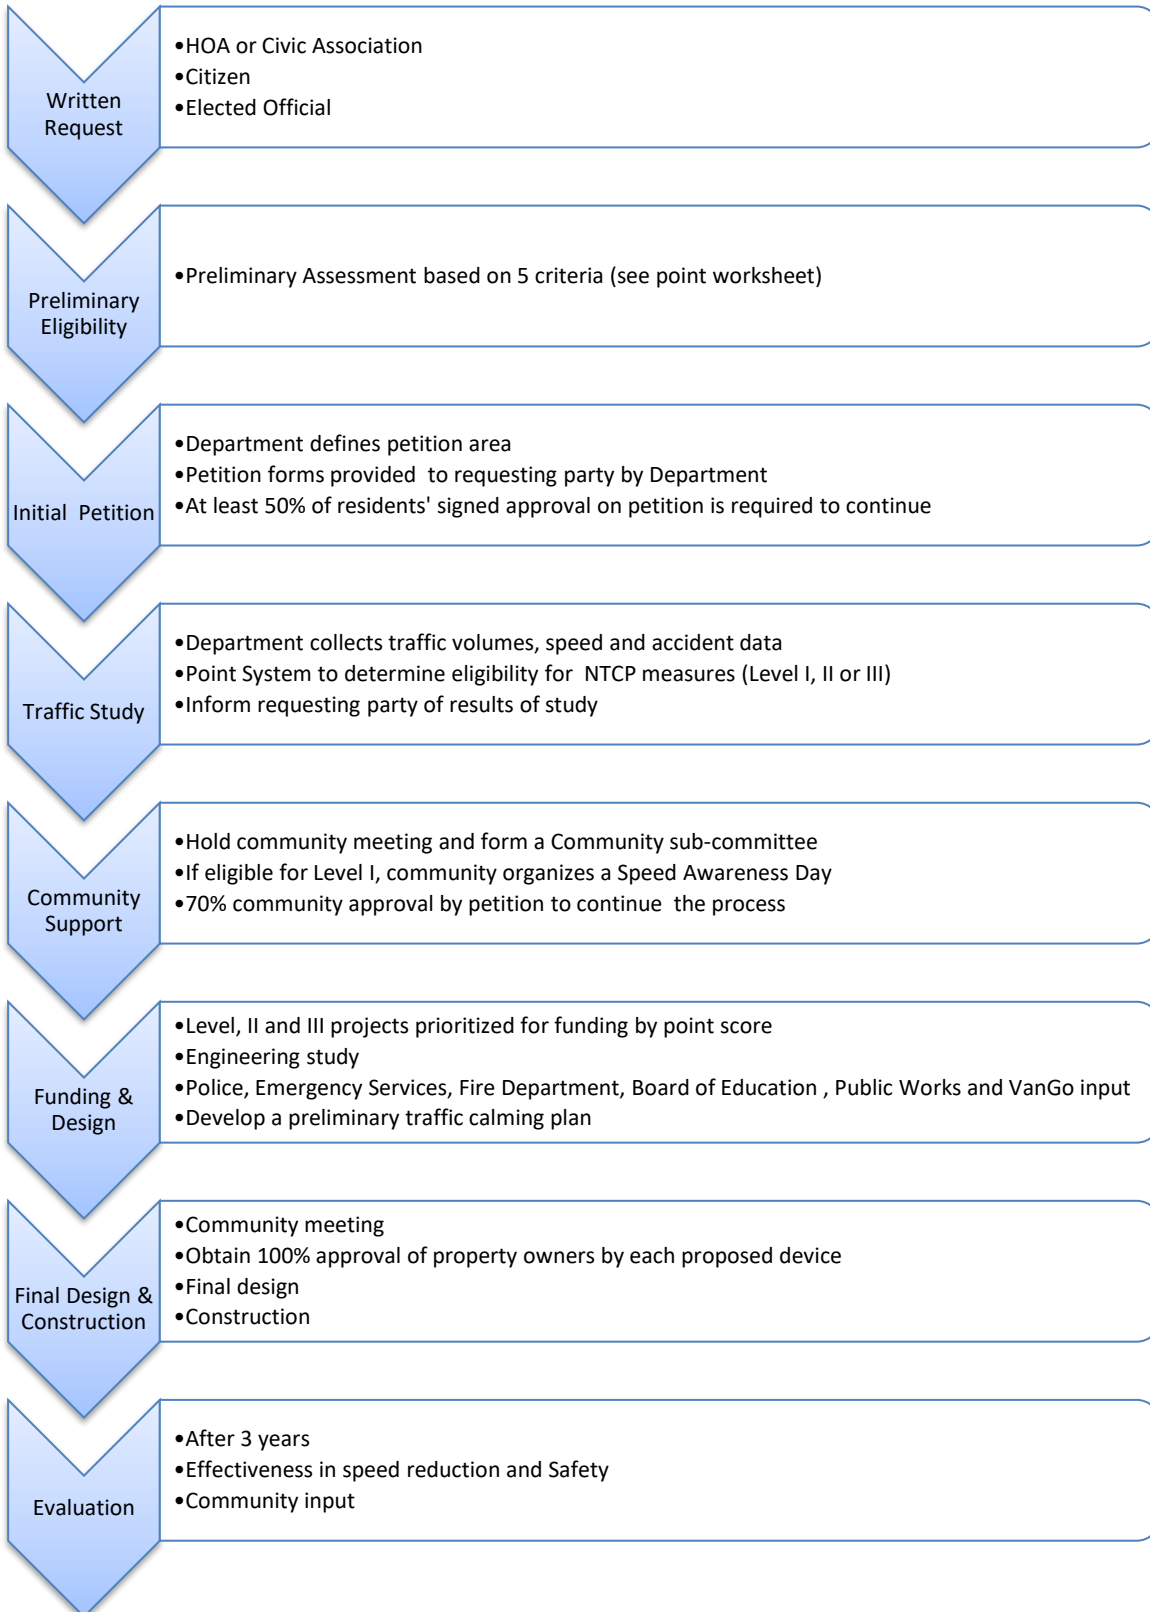 Written
Request
•HOA or Civic Association
•Citizen
•Elected Official
Preliminary
Eligibility
•Preliminary Assessment based on 5 criteria (see point worksheet)
Initial  Petition
•Department defines petition area
•Petition forms provided  to requesting party by Department
•At least 50% of residents' signed approval on petition is required to continue
Traffic Study
•Department collects traffic volumes, speed and accident data
•Point System to determine eligibility for  NTCP measures (Level I, II or III)
•Inform requesting party of results of study
Community
Support
•Hold community meeting and form a Community sub-committee
•If eligible for Level I, community organizes a Speed Awareness Day
•70% community approval by petition to continue  the process
Funding &
Design
•Level, II and III projects prioritized for funding by point score
•Engineering study
•Police, Emergency Services, Fire Department, Board of Education , Public Works and VanGo input
•Develop a preliminary traffic calming plan
Final Design &
Construction
•Community meeting
•Obtain 100% approval of property owners by each proposed device
•Final design
•Construction
Evaluation
•After 3 years
•Effectiveness in speed reduction and Safety
•Community input